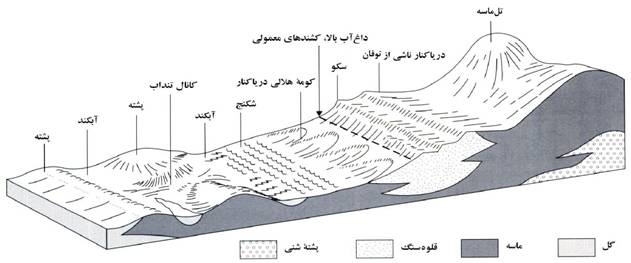 تل‌ماسه
داغ‌آب بالا، کشندهای معمولی
دریاکنار ناشی از توفان
سکو
کومهٔ هلالی دریاکنار
کانال تنداب
شکنج
آبکند
پشته
آبکند
پشته
گل
ماسه
قلوه‌سنگ
پشتهٔ شنی